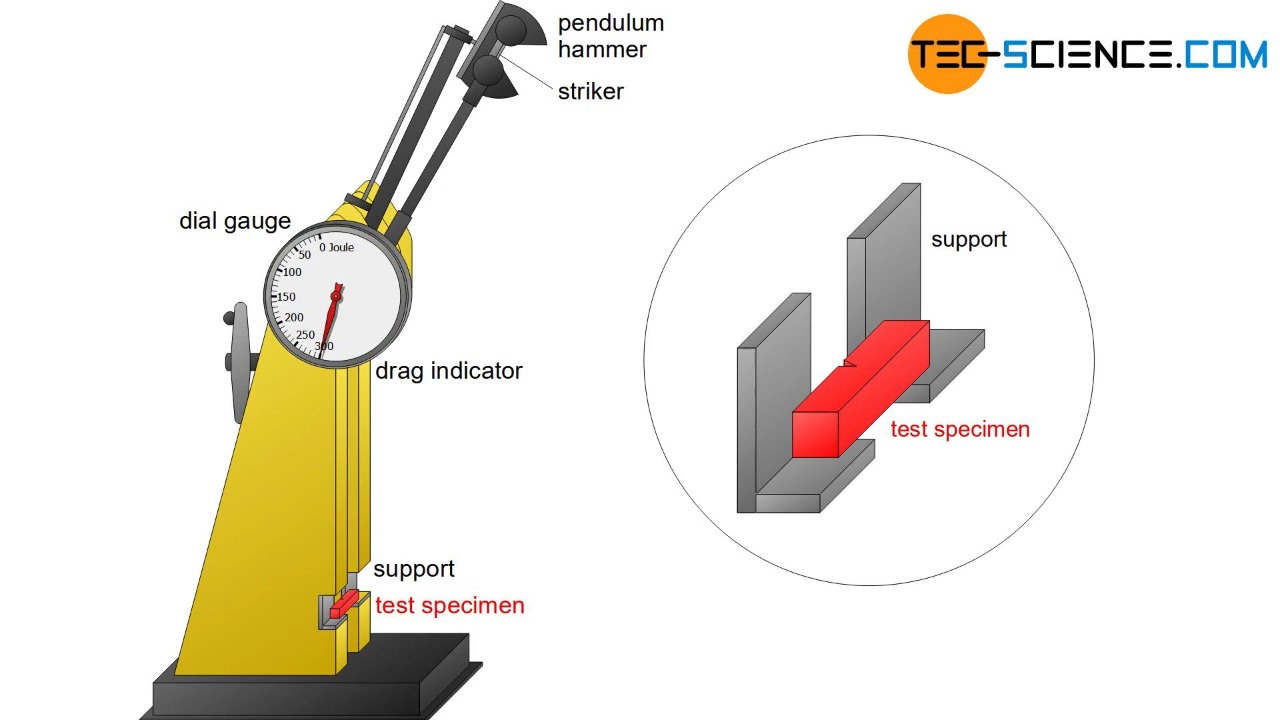 pendulum
hammer
striker
TEC-SCIENCE.COM
dial gauge
0 Joule
50
100
150
200
250
300
drag indicator
support
test specimen
support
test specimen